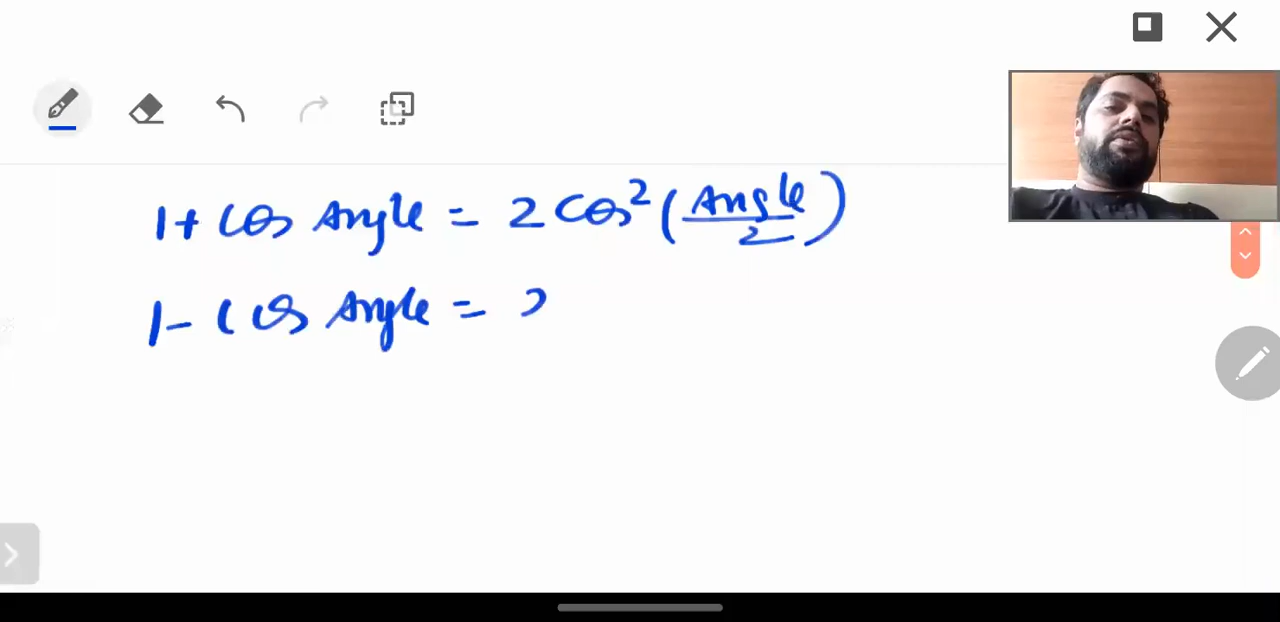 1 + Cos Angle = 2 Cos² (Angle/2)
1 - Cos Angle = 2